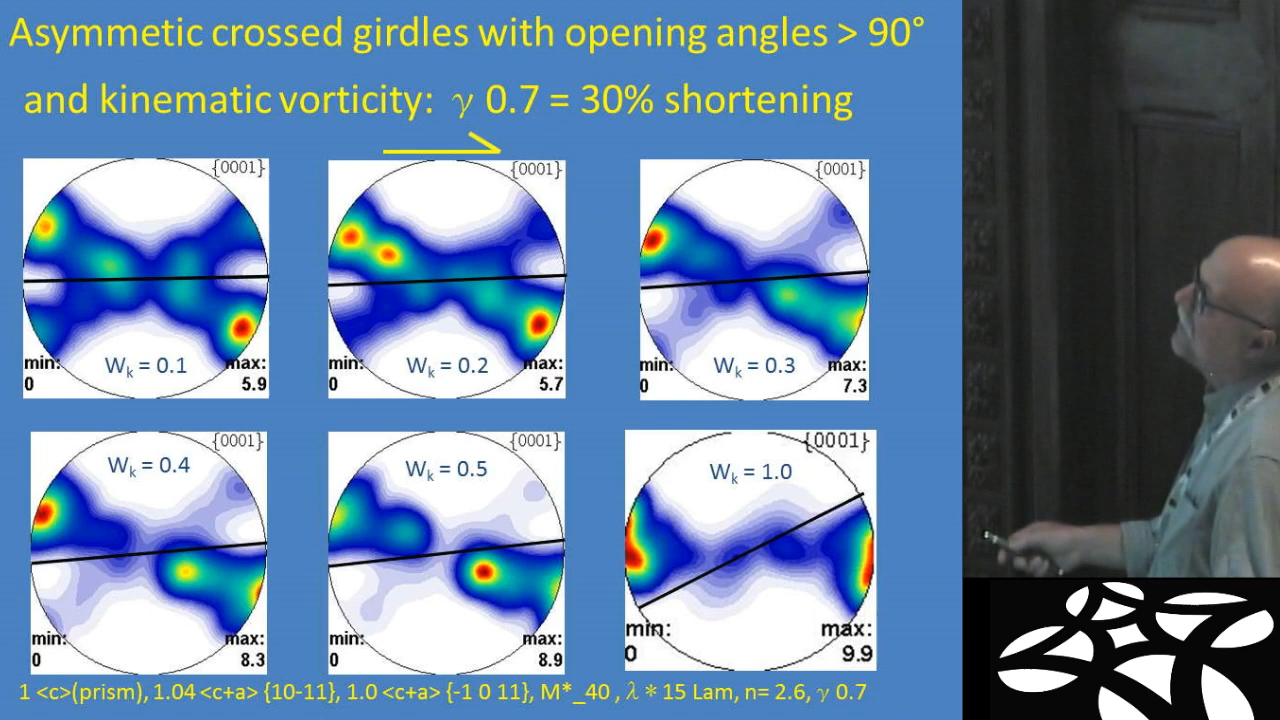 Asymmetic crossed girdles with opening angles > 90°
and kinematic vorticity: γ 0.7 = 30% shortening
{0001} {0001} {0001}
min: Wk = 0.1 max: min: Wk = 0.2 max: min: Wk = 0.3 max:
0 5.9 0 5.7 0 7.3
{0001} {0001} {0001}
Wk = 0.4 Wk = 0.5 Wk = 1.0
min: max: min: max: min: max:
0 8.3 0 8.9 0 9.9
1 <c>(prism), 1.04 <c+a> {10-11}, 1.0 <c+a> {-1 0 11}, M*_40 , λ * 15 Lam, n= 2.6, γ 0.7